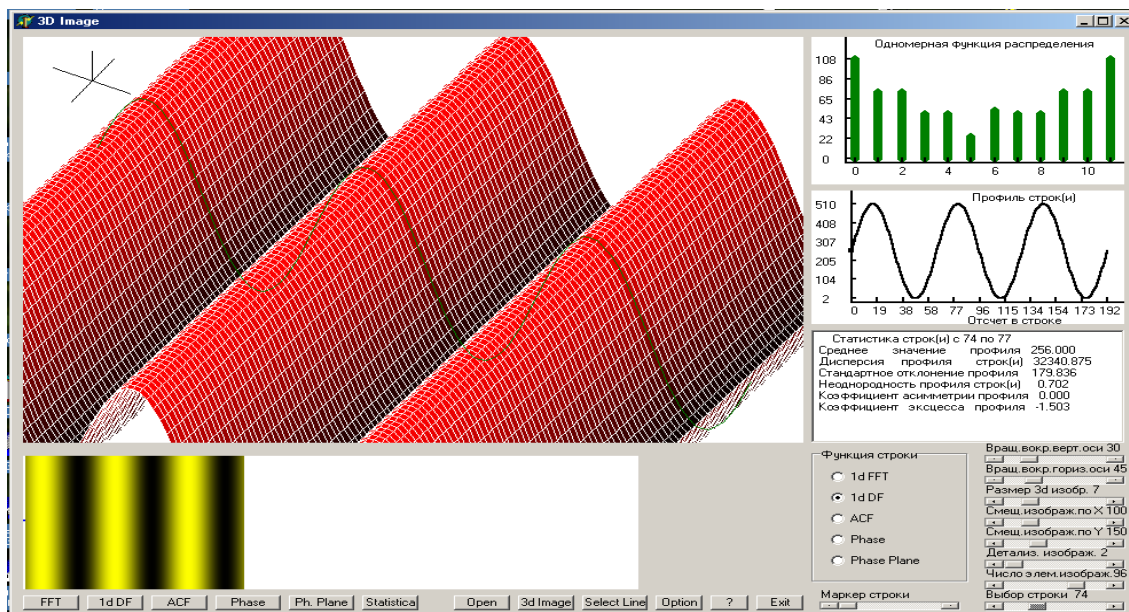 3D Image
Одномерная функция распределения
108
86
65
43
22
0
0 2 4 6 8 10
Профиль строк(и)
510
408
307
205
104
2
0 19 38 58 77 96 115 134 154 173 192
Отсчет в строке
Статистика строк(и) с 74 по 77
Среднее значение профиля 256.000
Дисперсия профиля строк(и) 32340.875
Стандартное отклонение профиля 179.836
Неоднородность профиля строк(и) 0.702
Коэффициент асимметрии профиля 0.000
Коэффициент эксцесса профиля -1.503
Функция строки
1d FFT
1d DF
ACF
Phase
Phase Plane
Вращ.вокр.верт.оси 30
Вращ.вокр.гориз.оси 45
Размер 3d изобр. 7
Смещ.изображ.по X 100
Смещ.изображ.по Y 150
Детализ. изображ. 2
Число элем.изображ.96
Маркер строки
Выбор строки 74
FFT 1d DF ACF Phase Ph. Plane Statistica Open 3d Image Select Line Option ? Exit